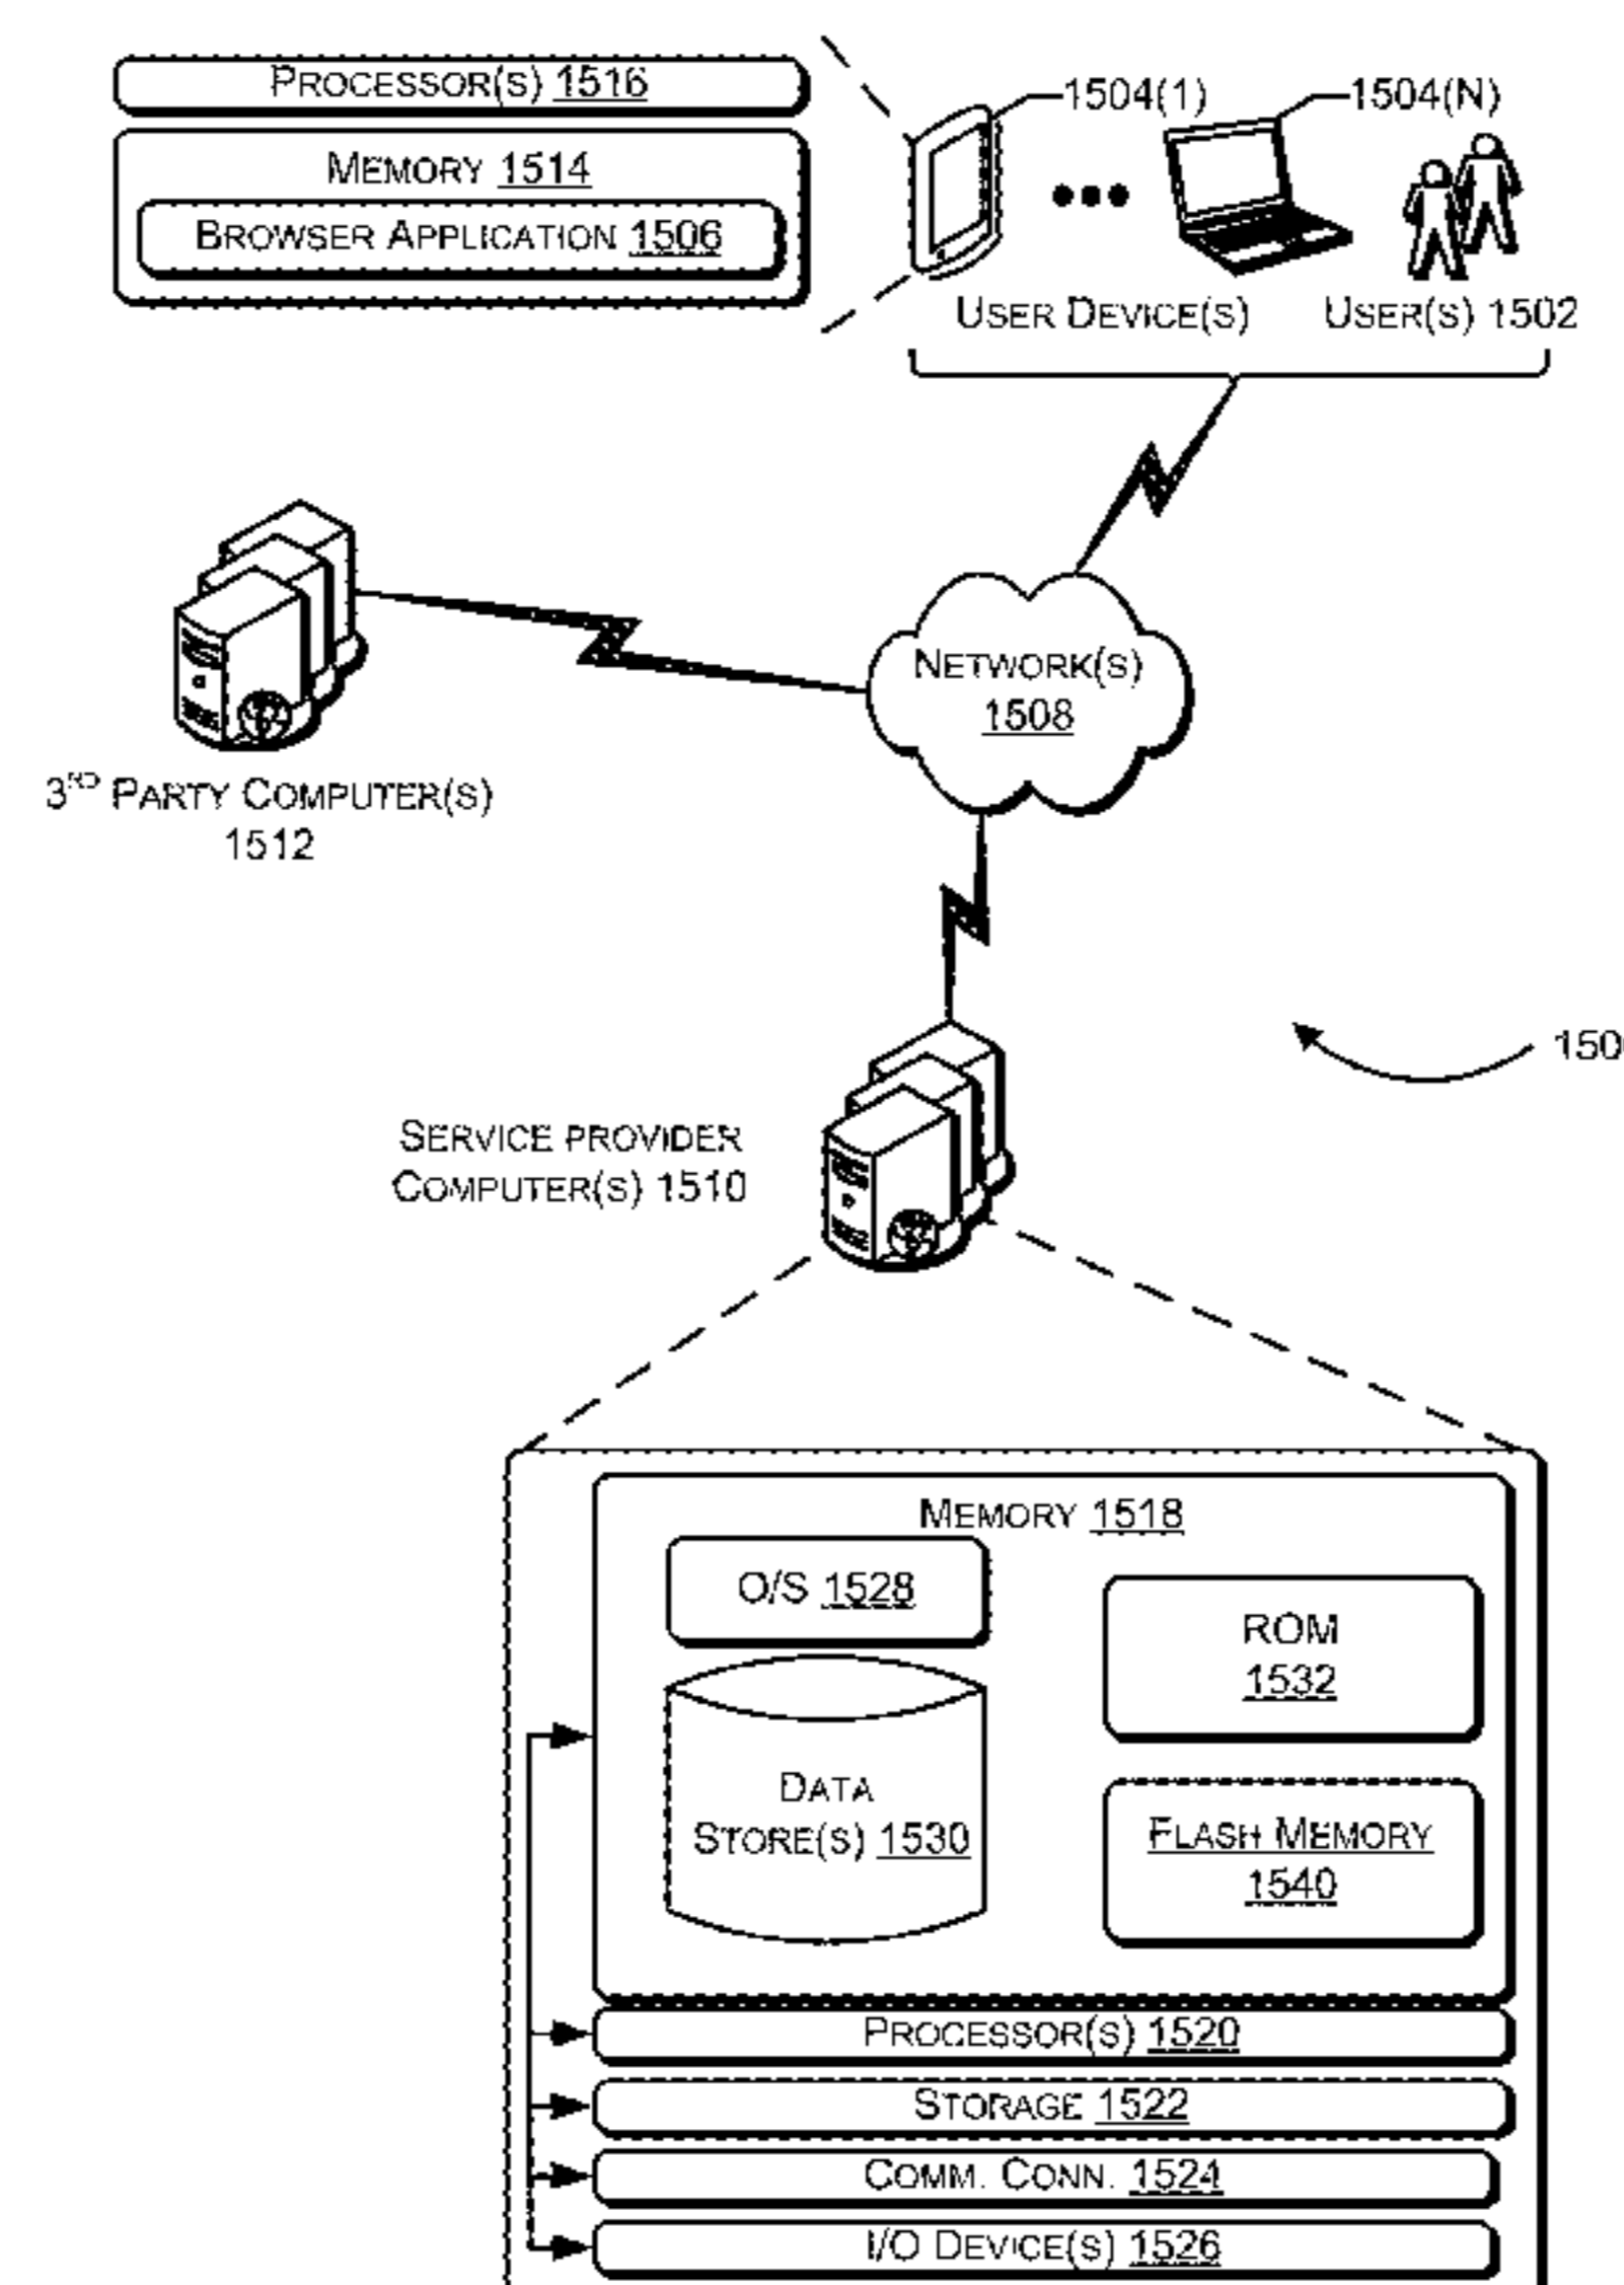 PROCESSOR(S) 1516
MEMORY 1514
BROWSER APPLICATION 1506
1504(1)
1504(N)
USER DEVICE(S)
USER(S) 1502
NETWORK(S)
1508
3RD PARTY COMPUTER(S)
1512
150
SERVICE PROVIDER
COMPUTER(S) 1510
MEMORY 1518
O/S 1528
ROM
1532
DATA
STORE(S) 1530
FLASH MEMORY
1540
PROCESSOR(S) 1520
STORAGE 1522
COMM. CONN. 1524
I/O DEVICE(S) 1526